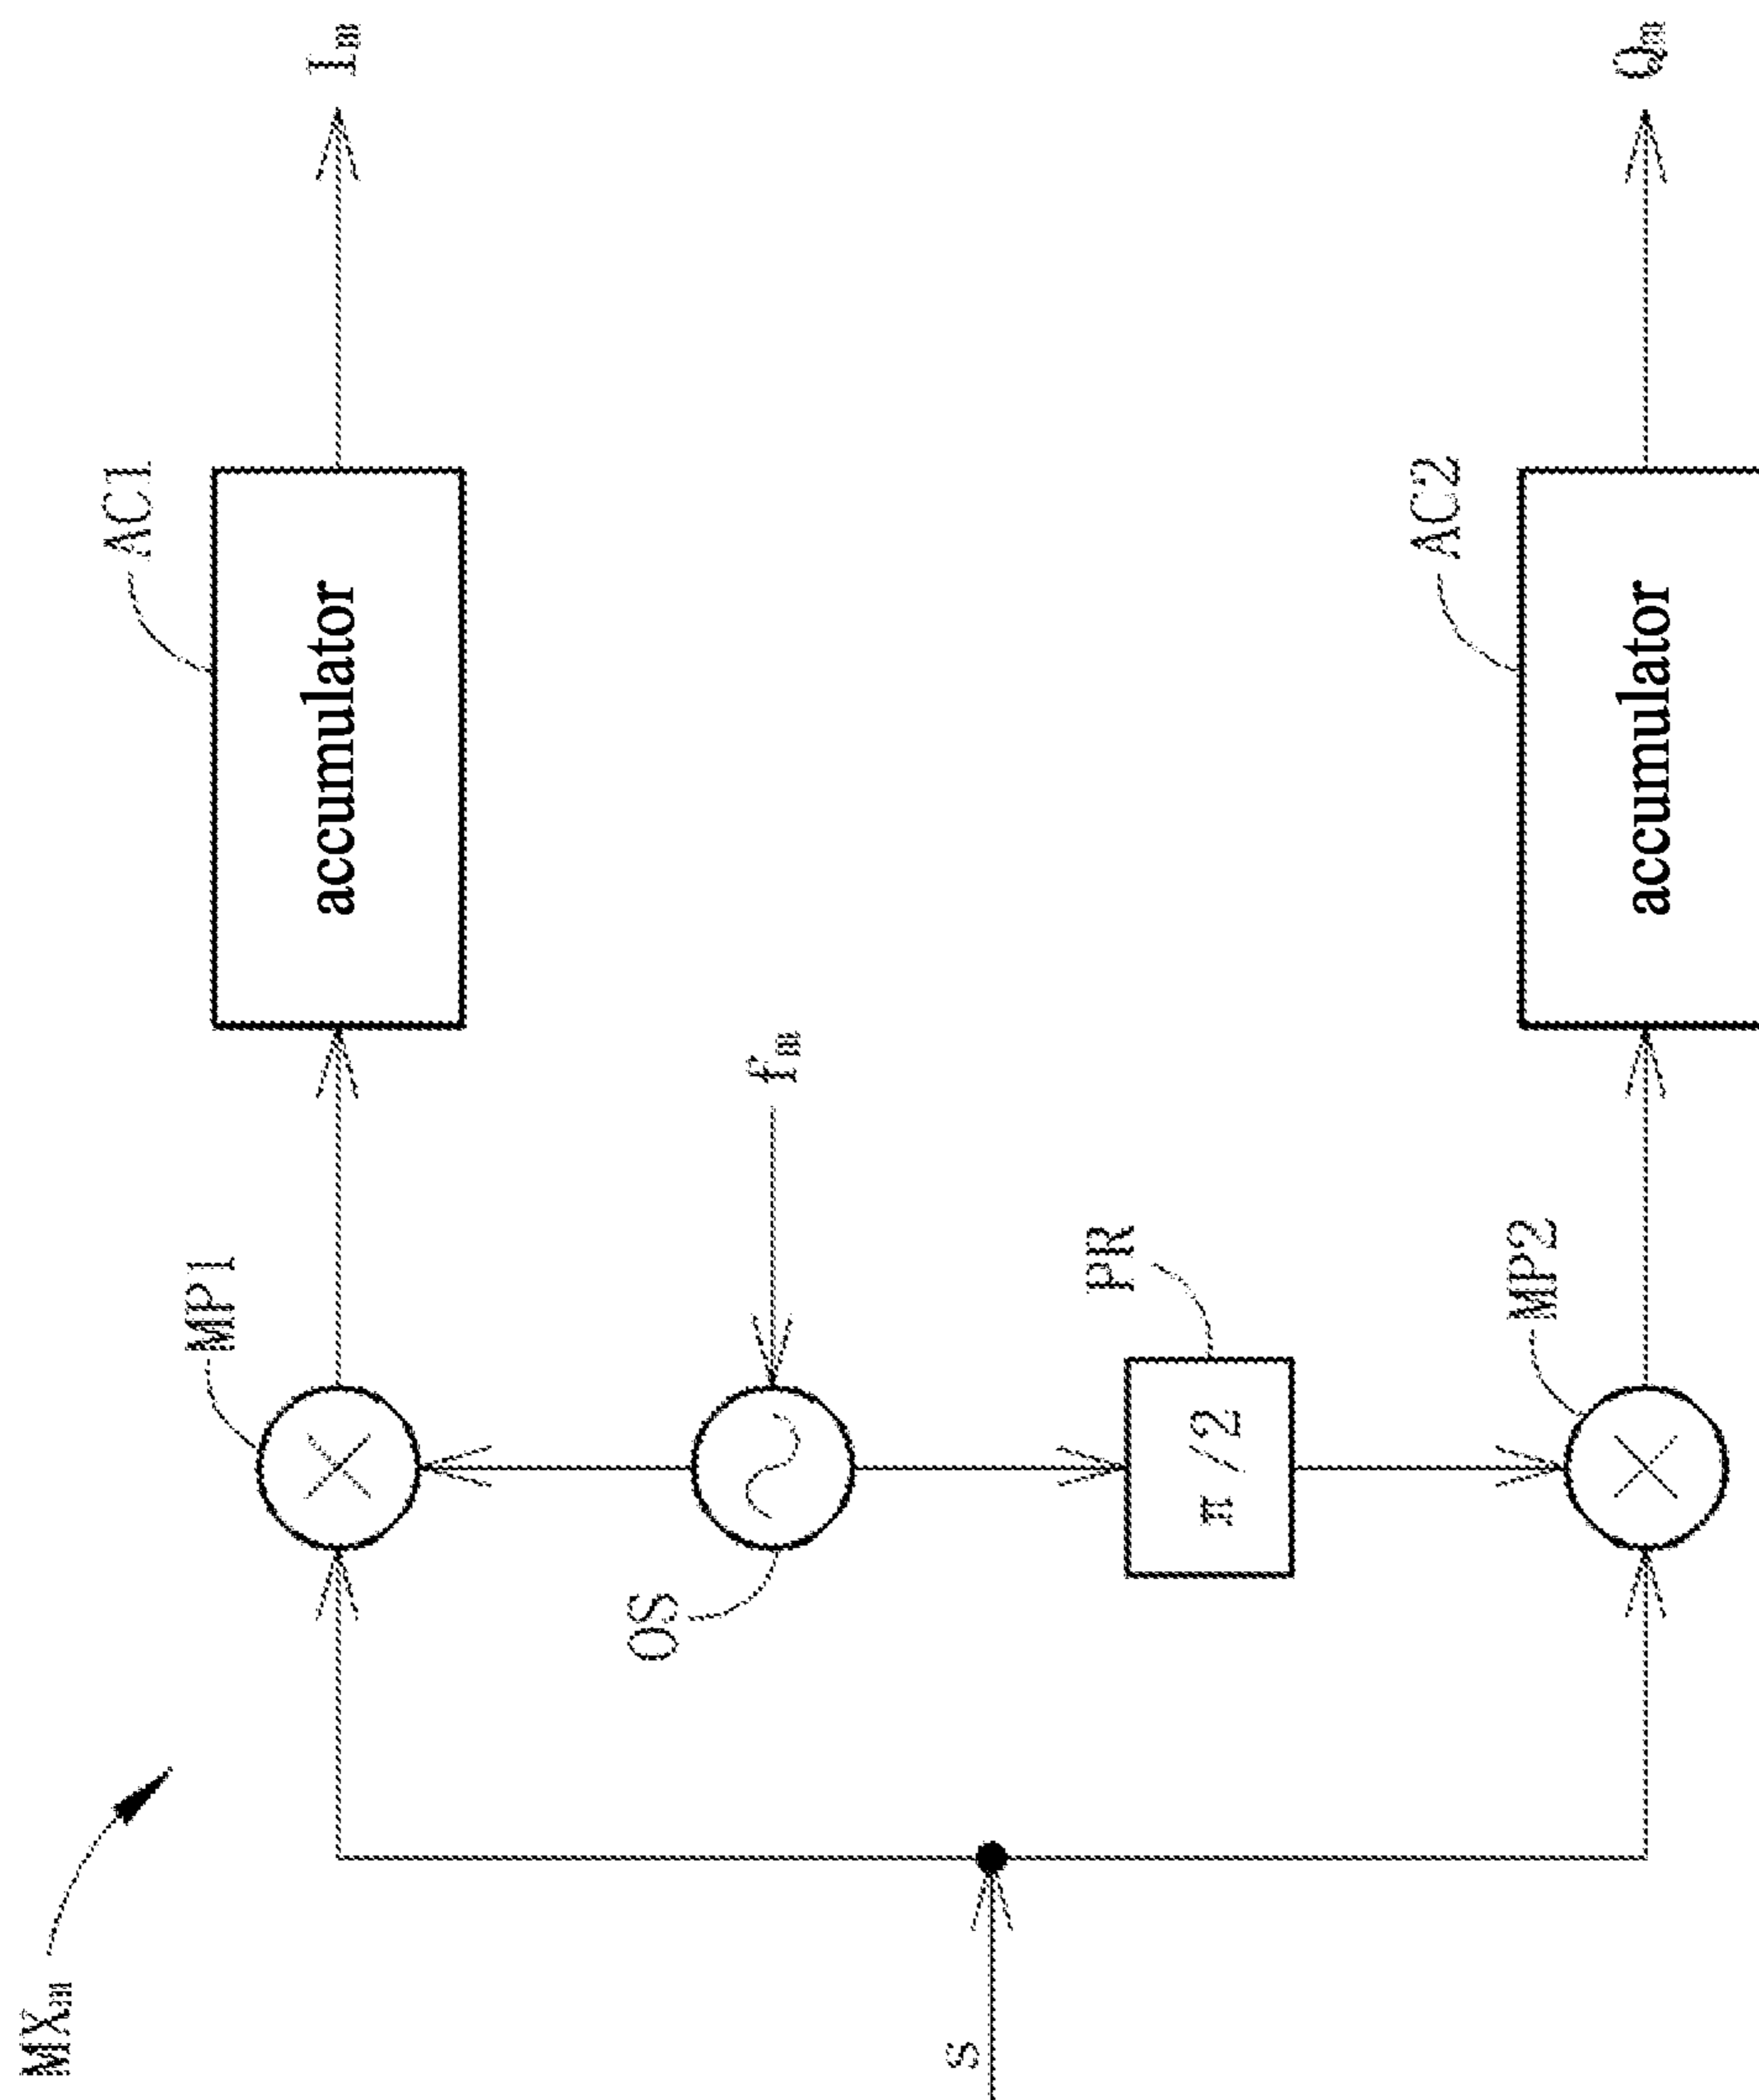 MXₘ
MP1
AC1
accumulator
Iₘ
OS
fₘ
s
PR
π/2
MP2
AC2
accumulator
Qₘ